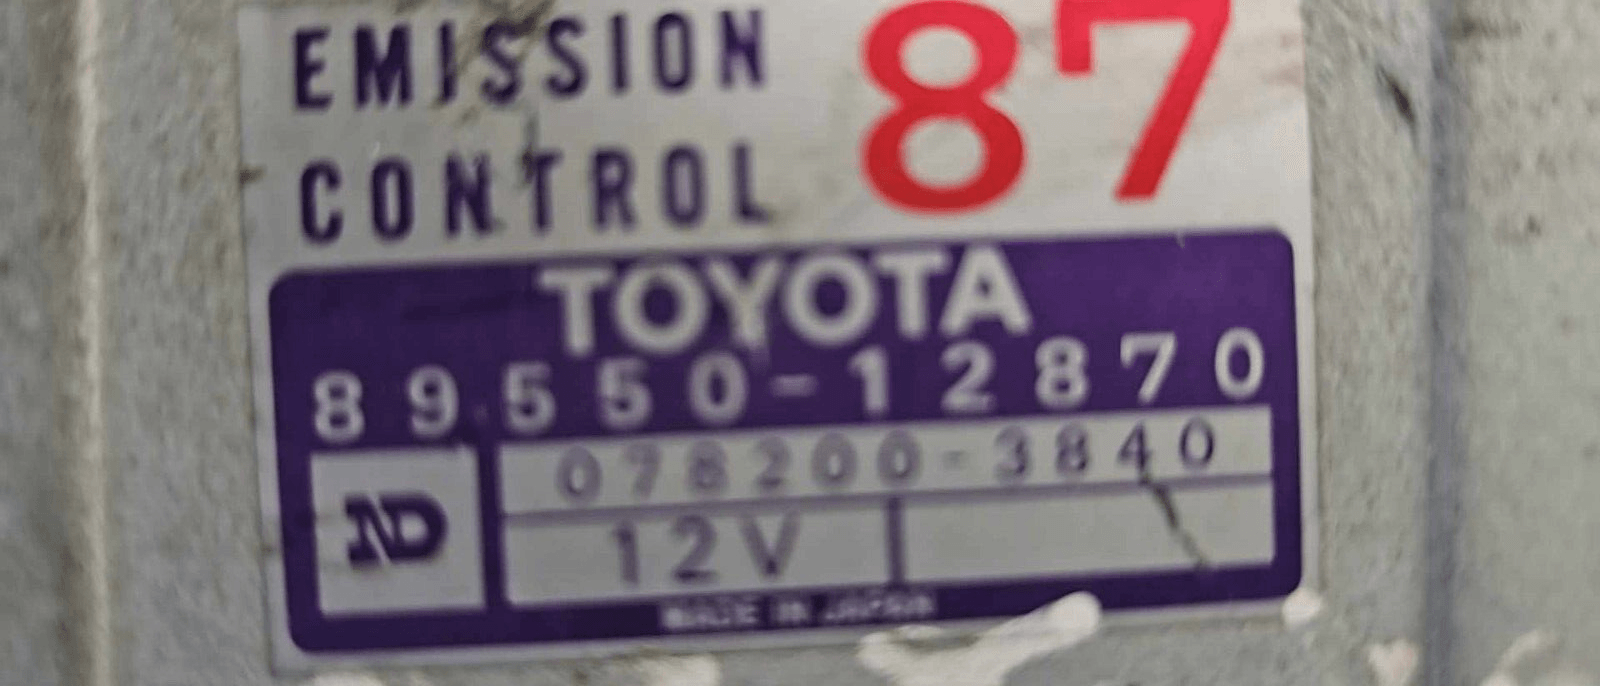 EMISSION 87
CONTROL
TOYOTA
89550-12870
078200-3840
ND
12V
MADE IN JAPAN